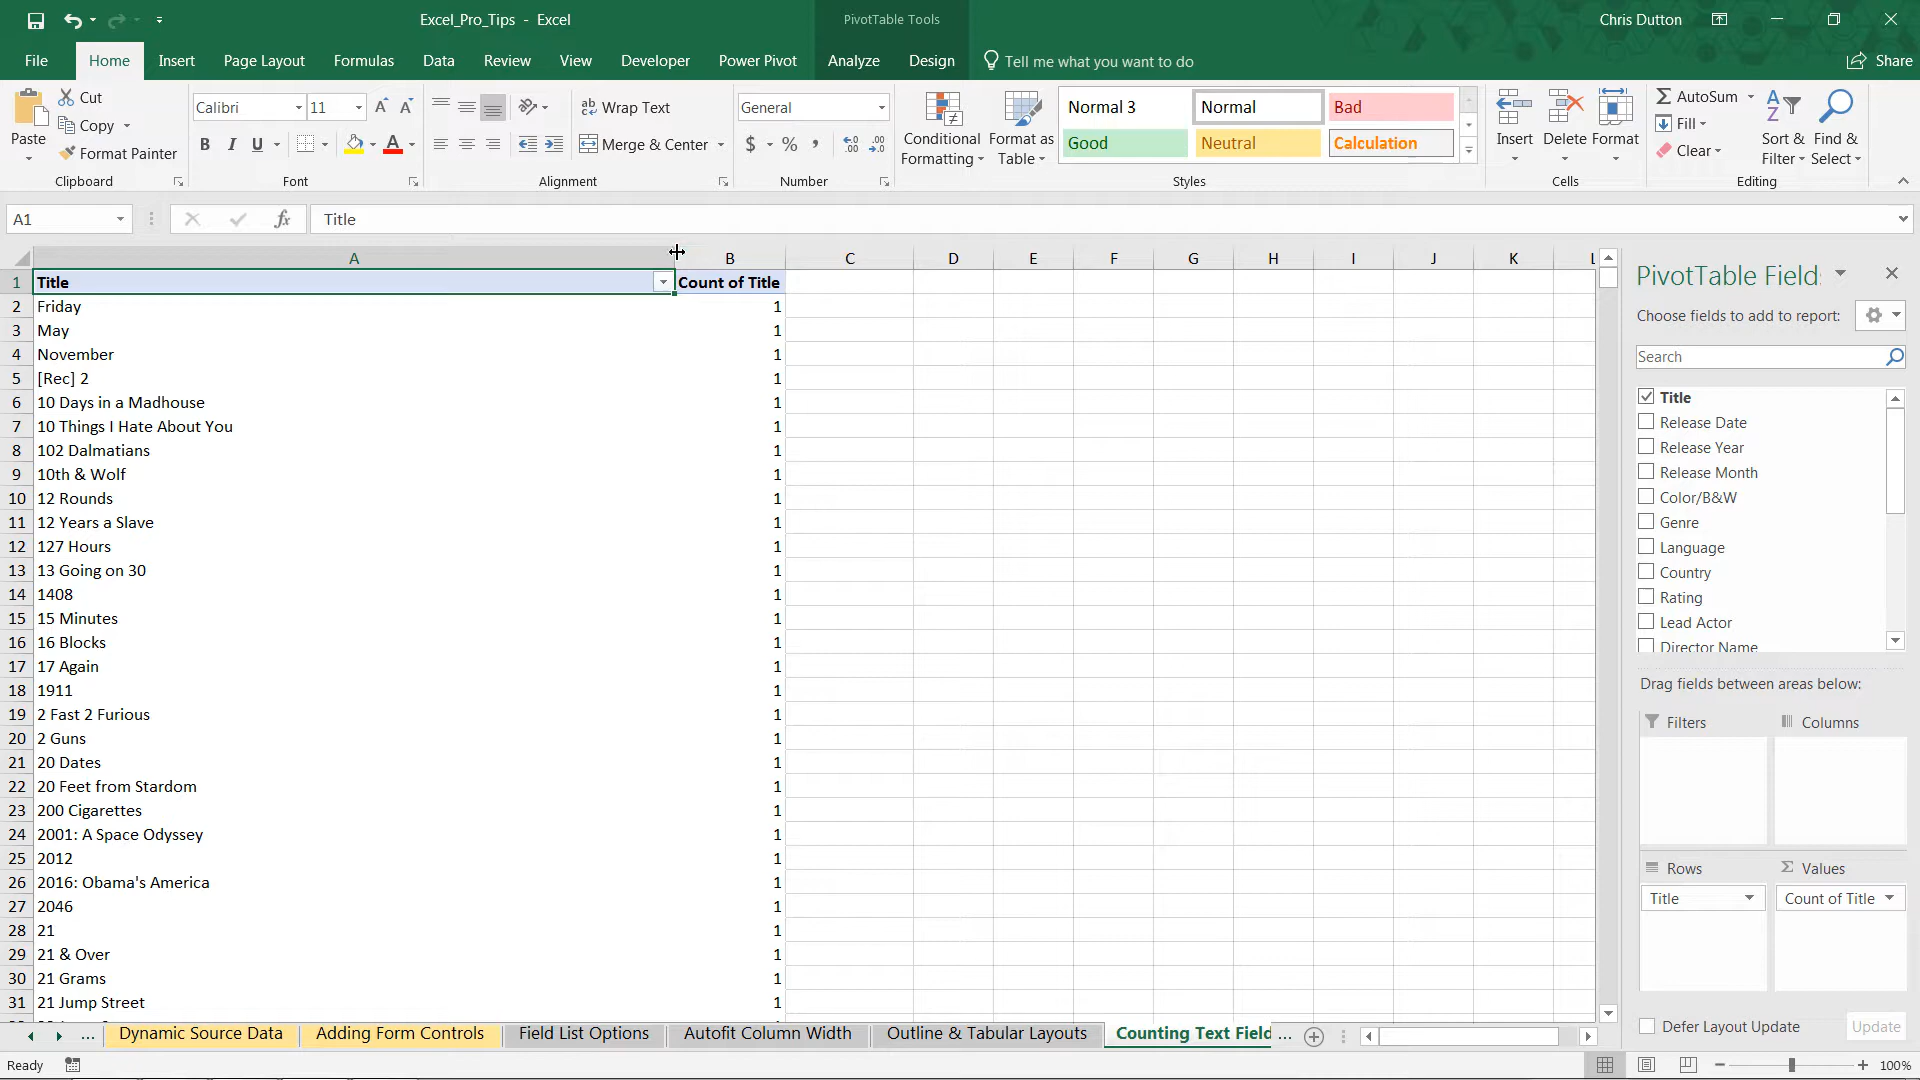 Excel_Pro_Tips - Excel
PivotTable Tools
Chris Dutton
File Home Insert Page Layout Formulas Data Review View Developer Power Pivot Analyze Design Tell me what you want to do Share
Paste Cut Copy Format Painter
Calibri 11
B I U
Wrap Text
Merge & Center
General
$ % ,
Conditional Formatting
Format as Table
Normal 3 Normal Bad
Good Neutral Calculation
Insert Delete Format
AutoSum
Fill
Clear
Sort & Filter
Find & Select
Clipboard Font Alignment Number Styles Cells Editing
A1 fx Title
A B C D E F G H I J K L
1 Title Count of Title
2 Friday 1
3 May 1
4 November 1
5 [Rec] 2 1
6 10 Days in a Madhouse 1
7 10 Things I Hate About You 1
8 102 Dalmatians 1
9 10th & Wolf 1
10 12 Rounds 1
11 12 Years a Slave 1
12 127 Hours 1
13 13 Going on 30 1
14 1408 1
15 15 Minutes 1
16 16 Blocks 1
17 17 Again 1
18 1911 1
19 2 Fast 2 Furious 1
20 2 Guns 1
21 20 Dates 1
22 20 Feet from Stardom 1
23 200 Cigarettes 1
24 2001: A Space Odyssey 1
25 2012 1
26 2016: Obama's America 1
27 2046 1
28 21 1
29 21 & Over 1
30 21 Grams 1
31 21 Jump Street 1
PivotTable Field
Choose fields to add to report:
Search
Title
Release Date
Release Year
Release Month
Color/B&W
Genre
Language
Country
Rating
Lead Actor
Director Name
Drag fields between areas below:
Filters Columns
Rows Values
Title Count of Title
Defer Layout Update Update
... Dynamic Source Data Adding Form Controls Field List Options Autofit Column Width Outline & Tabular Layouts Counting Text Field ...
Ready 100%